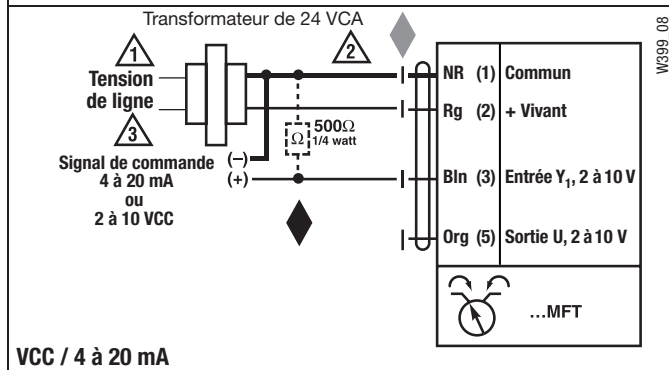 Transformateur de 24 VCA
W399_08
1
2
Tension
de ligne
3
Signal de commande
4 à 20 mA
ou
2 à 10 VCC
(–)
(+)
Ω
500Ω
1/4 watt
NR (1) Commun
Rg (2) + Vivant
Bln (3) Entrée Y1, 2 à 10 V
Org (5) Sortie U, 2 à 10 V
...MFT
VCC / 4 à 20 mA